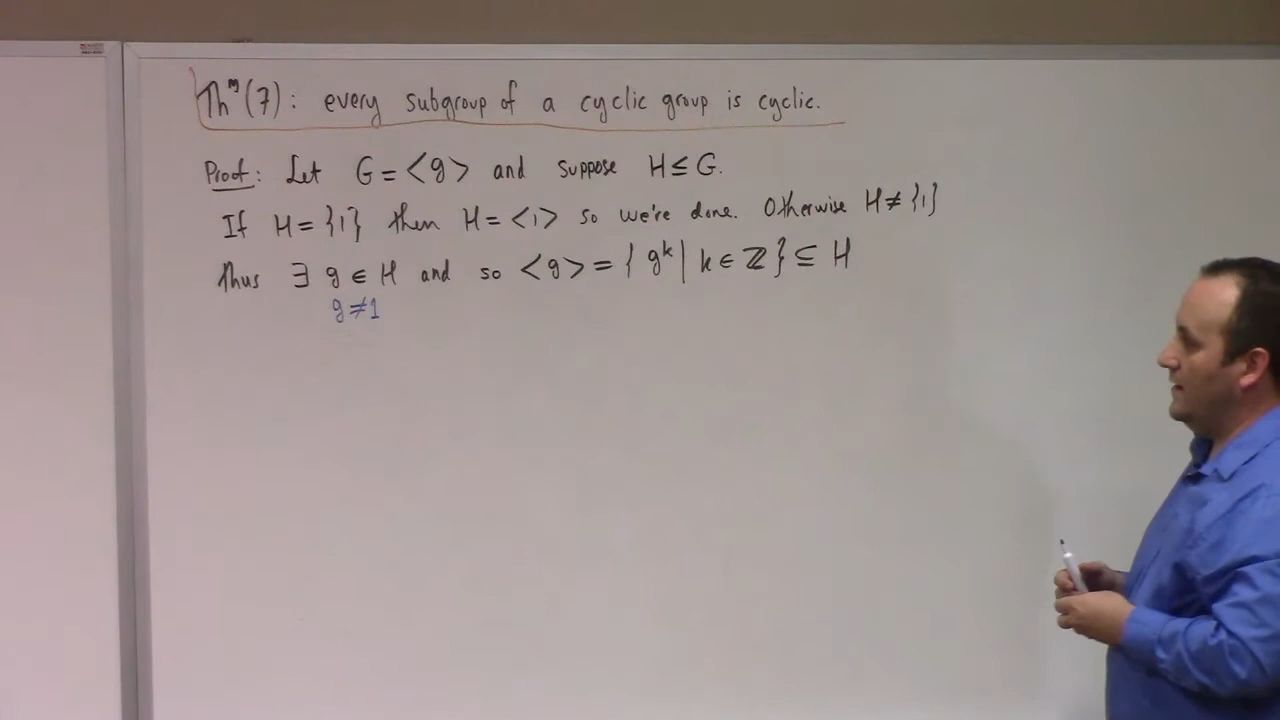 Thᵐ(7): every subgroup of a cyclic group is cyclic.
Proof: Let G = <g> and suppose H ≤ G.
If H = {1} then H = <1> so we're done. Otherwise H ≠ {1}
Thus ∃ g ∈ H and so <g> = { gᵏ | k ∈ ℤ } ⊆ H
g ≠ 1